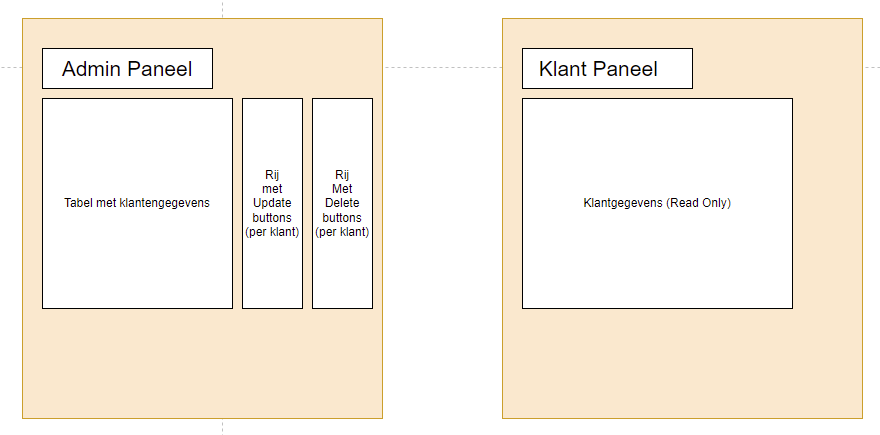 Admin Paneel
Tabel met klantengegevens
Rij
met
Update
buttons
(per klant)
Rij
Met
Delete
buttons
(per klant)
Klant Paneel
Klantgegevens (Read Only)